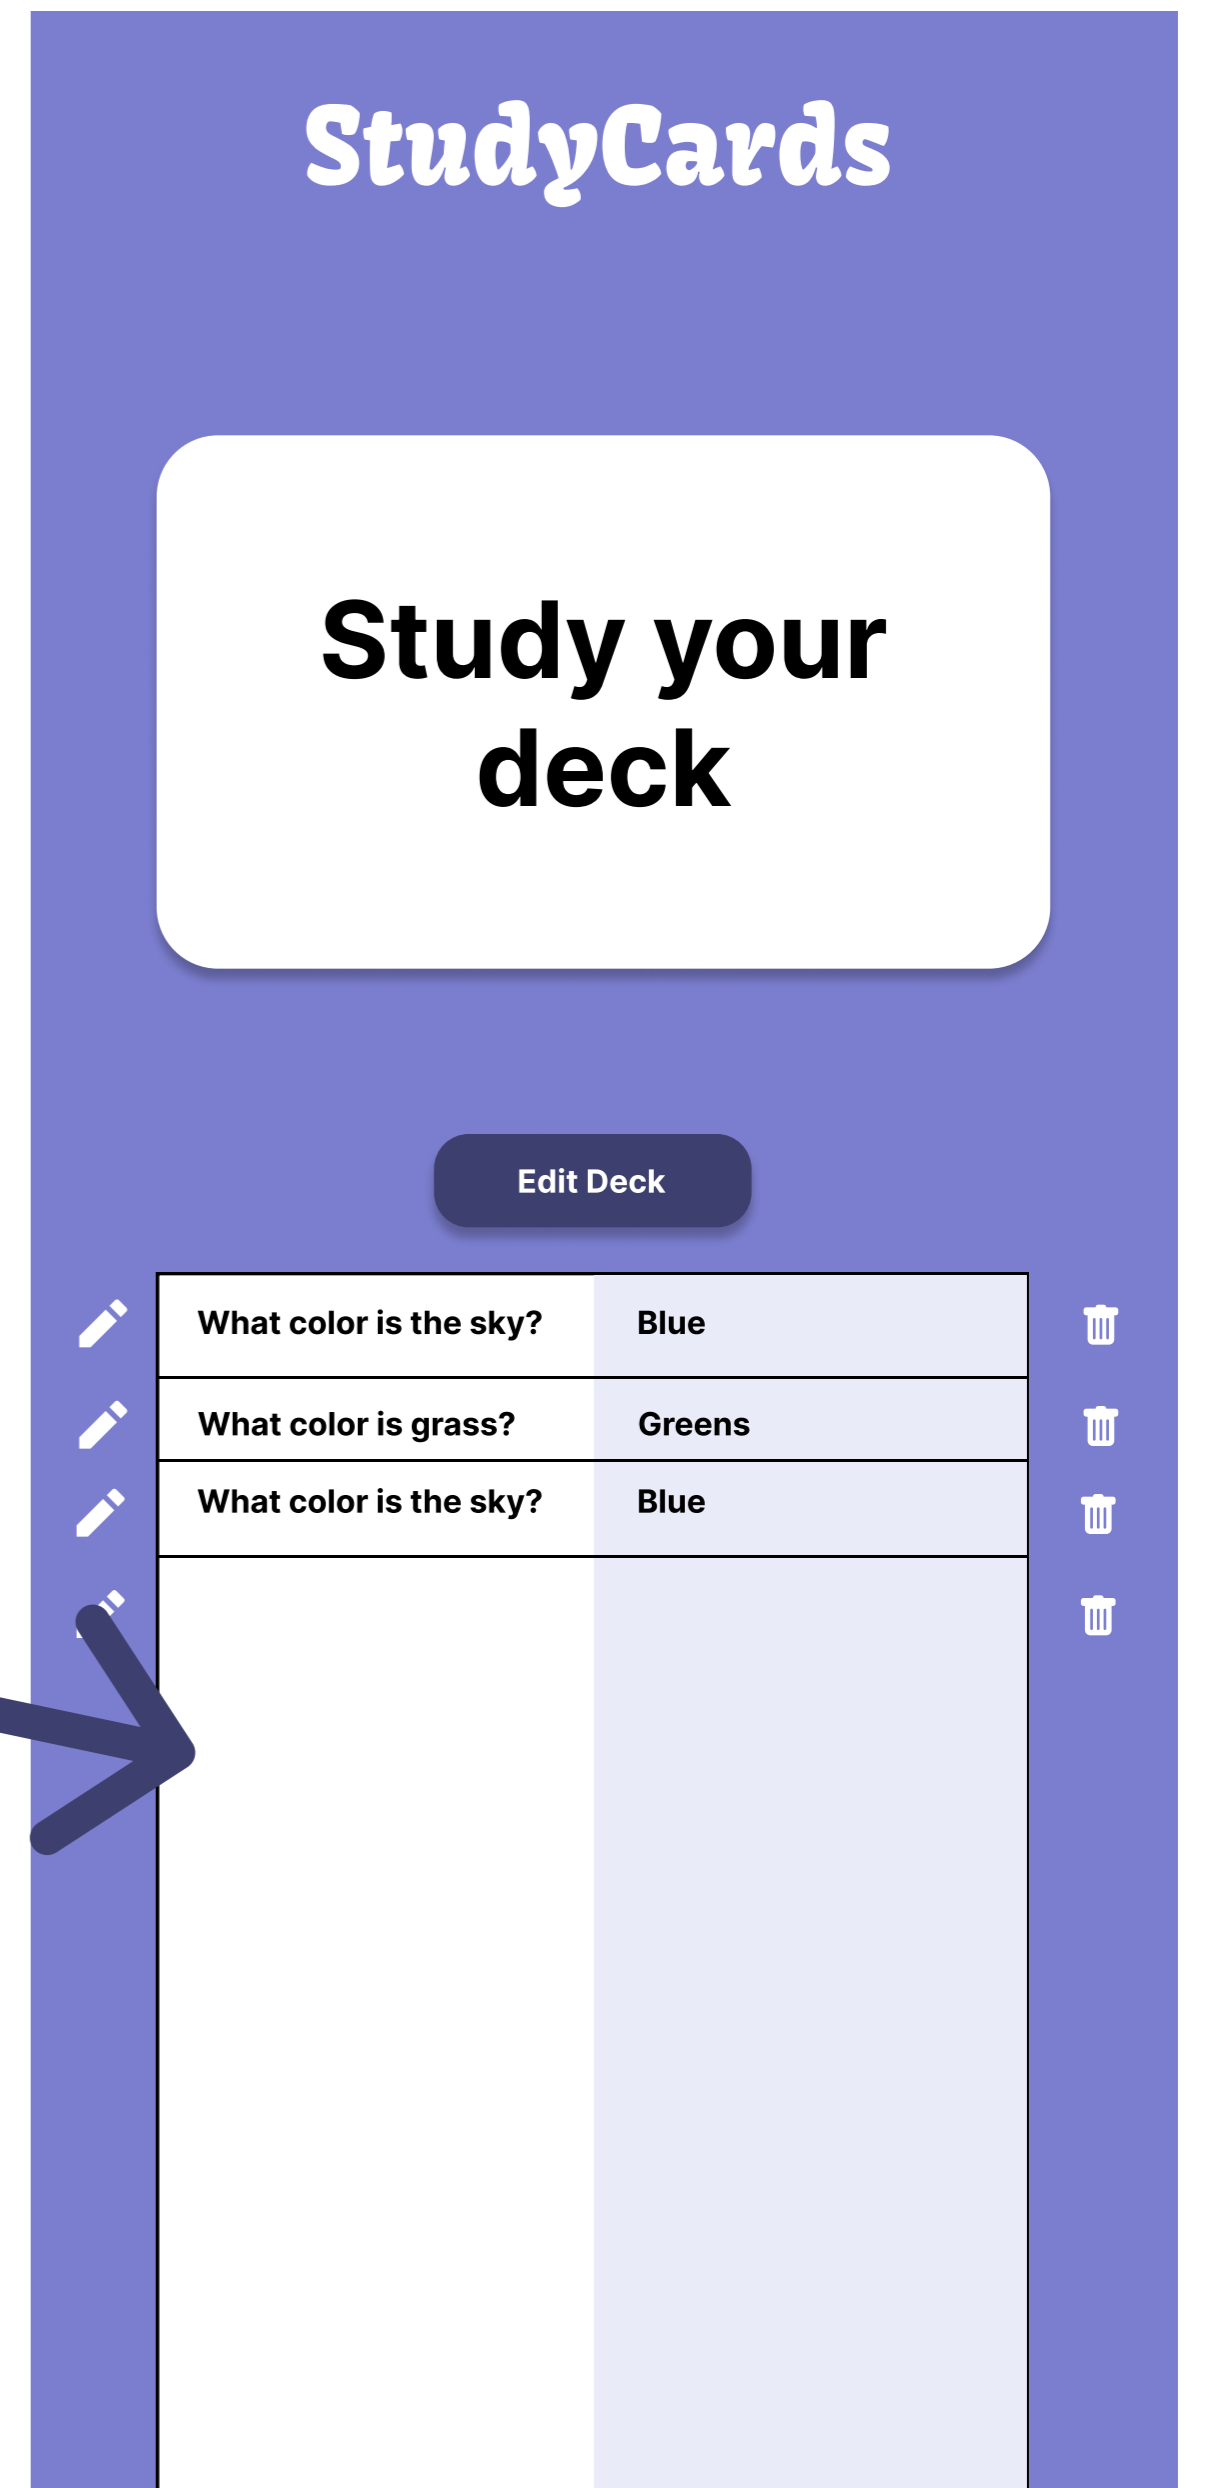 StudyCards
Study your
deck
Edit Deck
What color is the sky? Blue
What color is grass? Greens
What color is the sky? Blue